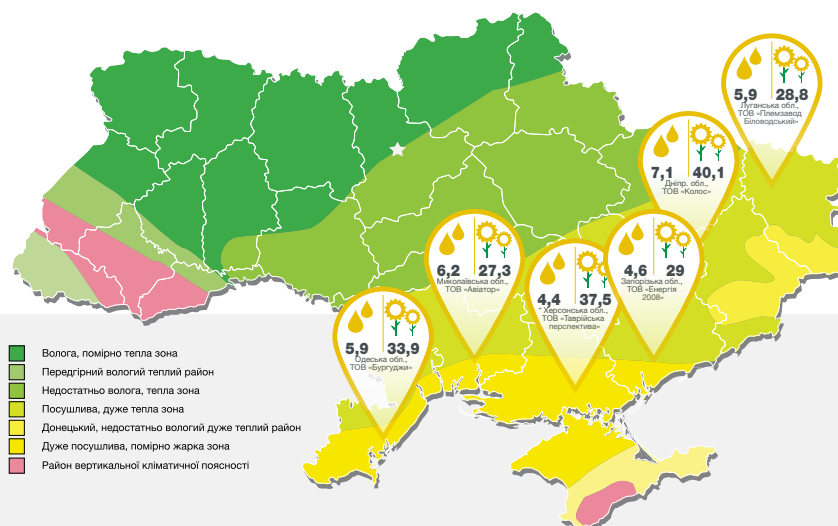 5,9 28,8
Луганська обл.,
ТОВ «Племзавод
Біловодський»
7,1 40,1
Дніпр. обл.,
ТОВ «Колос»
6,2 27,3
Миколаївська обл.,
ТОВ «Авіатор»
4,4 37,5
* Херсонська обл.,
ТОВ «Таврійська
перспектива»
4,6 29
Запорізька обл.,
ТОВ «Енергія
2008»
5,9 33,9
Одеська обл.,
ТОВ «Бургуджи»
Волога, помірно тепла зона
Передгірний вологий теплий район
Недостатньо волога, тепла зона
Посушлива, дуже тепла зона
Донецький, недостатньо вологий дуже теплий район
Дуже посушлива, помірно жарка зона
Район вертикальної кліматичної поясності